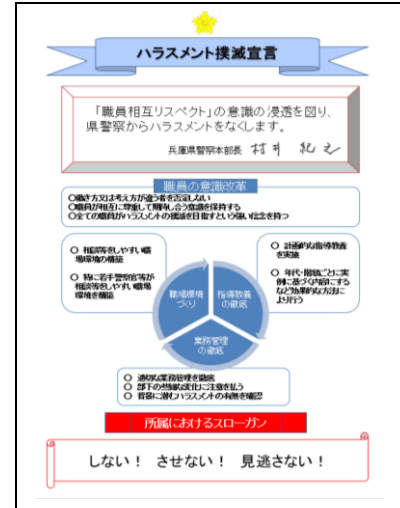 ハラスメント撲滅宣言
「職員相互リスペクト」の意識の浸透を図り、
県警察からハラスメントをなくします。
兵庫県警察本部長 村井 紀之
職員の意識改革
○働き方又は考え方が違う者を否定しない
○職員が相互に尊重して期待し合う意識を保持する
○全ての職員がハラスメントの撲滅を目指すという強い信念を持つ
○ 相談等をしやすい職
場環境の構築
○ 特に若手警察官等が
相談等をしやすい職場
環境を構築
○ 計画的な指導教養
を実施
○ 年代・階級ごとに実
例に基づく内容にする
など効果的な方法に
より行う
職場環境
づくり
指導教養
の徹底
業務管理
の徹底
○ 適切な業務管理を徹底
○ 部下の些細な変化に注意を払う
○ 背景に潜むハラスメントの有無を確認
所属におけるスローガン
しない! させない! 見逃さない!